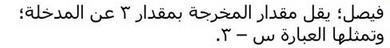 فيصل؛ يقل مقدار المخرجة بمقدار ٣ عن المدخلة؛
وتمثلها العبارة س – ٣.